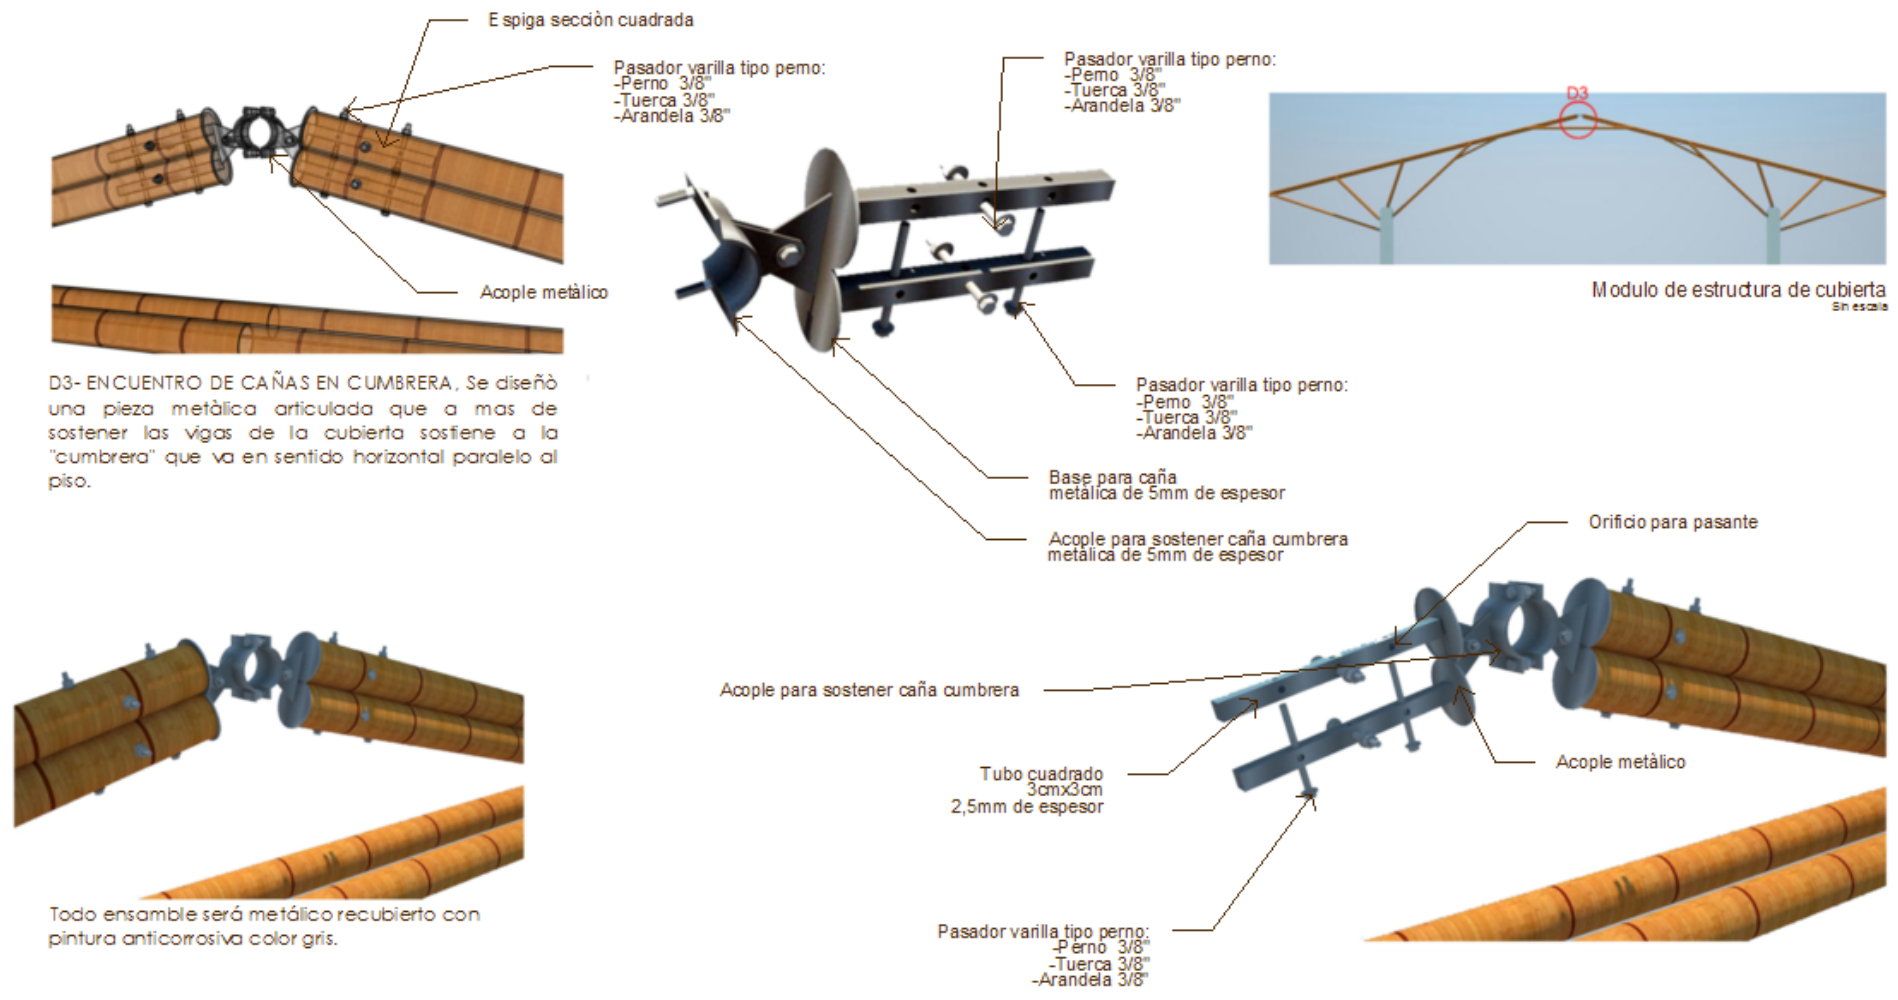 Espiga secciòn cuadrada
Pasador varilla tipo perno:
-Perno 3/8"
-Tuerca 3/8"
-Arandela 3/8"
Acople metàlico
D3- ENCUENTRO DE CAÑAS EN CUMBRERA, Se diseñò
una pieza metàlica articulada que a mas de
sostener las vigas de la cubierta sostiene a la
"cumbrera" que va en sentido horizontal paralelo al
piso.
Pasador varilla tipo perno:
-Perno 3/8"
-Tuerca 3/8"
-Arandela 3/8"
D3
Modulo de estructura de cubierta
Sin escala
Pasador varilla tipo perno:
-Perno 3/8"
-Tuerca 3/8"
-Arandela 3/8"
Base para caña
metàlica de 5mm de espesor
Acople para sostener caña cumbrera
metàlica de 5mm de espesor
Orificio para pasante
Acople para sostener caña cumbrera
Tubo cuadrado
3cmx3cm
2,5mm de espesor
Acople metàlico
Pasador varilla tipo perno:
-Perno 3/8"
-Tuerca 3/8"
-Arandela 3/8"
Todo ensamble será metálico recubierto con
pintura anticorrosiva color gris.